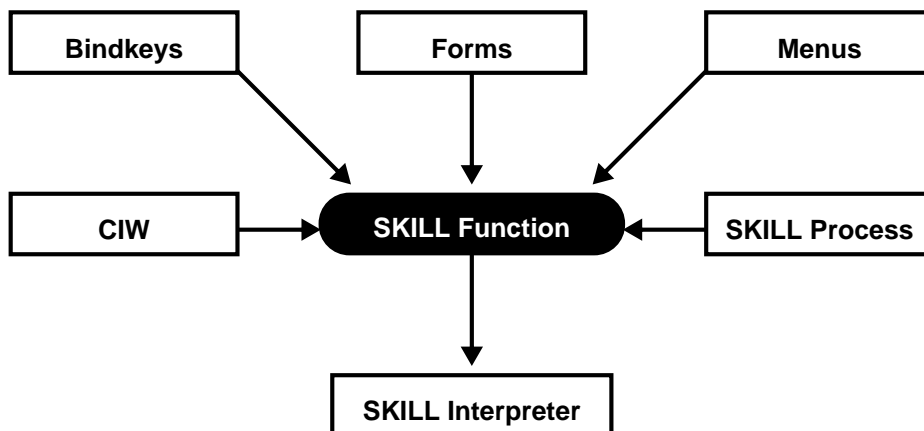 Bindkeys
Forms
Menus
CIW
SKILL Function
SKILL Process
SKILL Interpreter